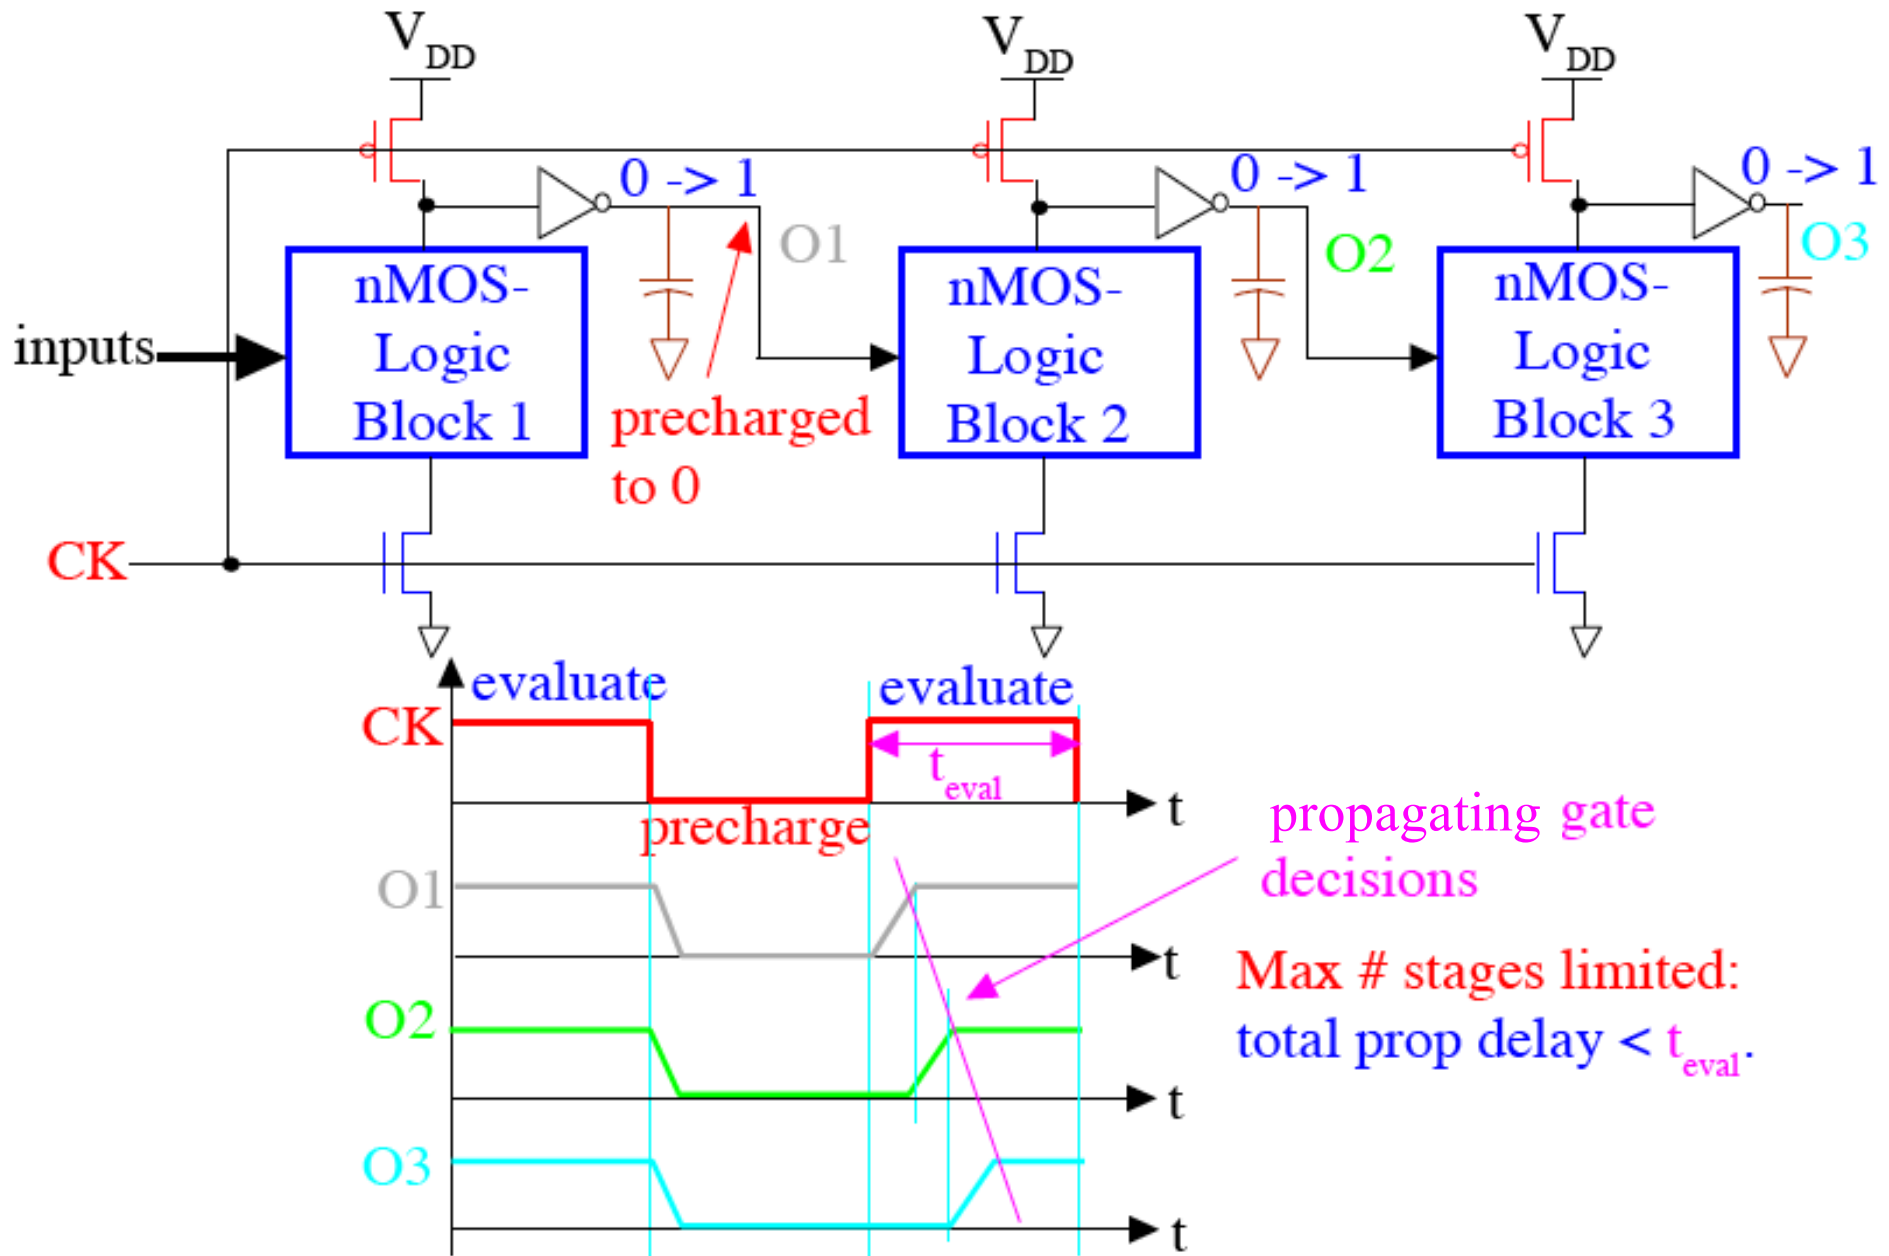 VDD
VDD
VDD
0 -> 1
0 -> 1
0 -> 1
O1
O2
O3
nMOS-
Logic
Block 1
nMOS-
Logic
Block 2
nMOS-
Logic
Block 3
inputs
precharged
to 0
CK
evaluate
evaluate
CK
teval
t
precharge
propagating gate
decisions
O1
t
Max # stages limited:
total prop delay < teval.
O2
t
O3
t